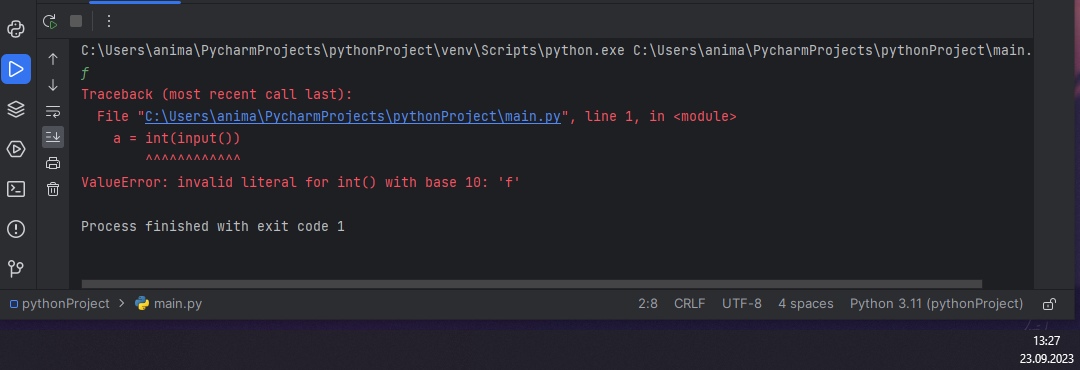 C:\Users\anima\PycharmProjects\pythonProject\venv\Scripts\python.exe C:\Users\anima\PycharmProjects\pythonProject\main.
f
Traceback (most recent call last):
File "C:\Users\anima\PycharmProjects\pythonProject\main.py", line 1, in <module>
a = int(input())
^^^^^^^^^^^^
ValueError: invalid literal for int() with base 10: 'f'
Process finished with exit code 1
pythonProject > main.py 2:8 CRLF UTF-8 4 spaces Python 3.11 (pythonProject)
13:27
23.09.2023